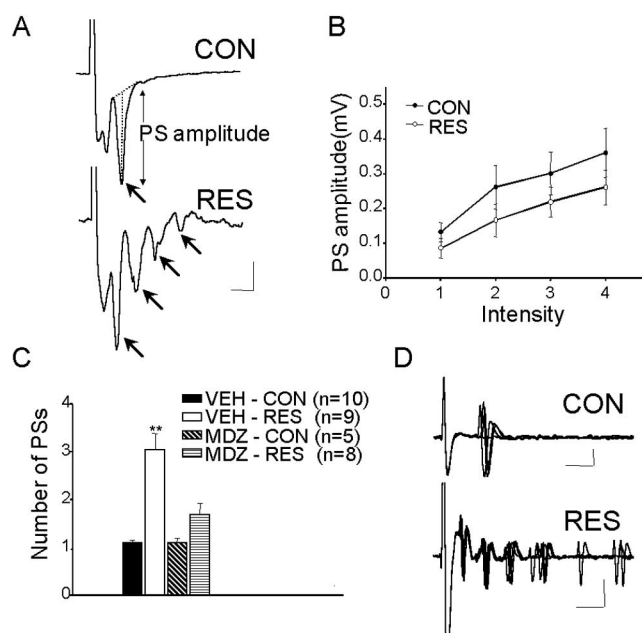 A
CON
PS amplitude
RES
B
PS amplitude(mV)
0.5
0.4
0.3
0.2
0.1
0.0
CON
RES
0 1 2 3 4
Intensity
C
Number of PSs
4
3
2
1
0
**
VEH - CON (n=10)
VEH - RES (n=9)
MDZ - CON (n=5)
MDZ - RES (n=8)
D
CON
RES